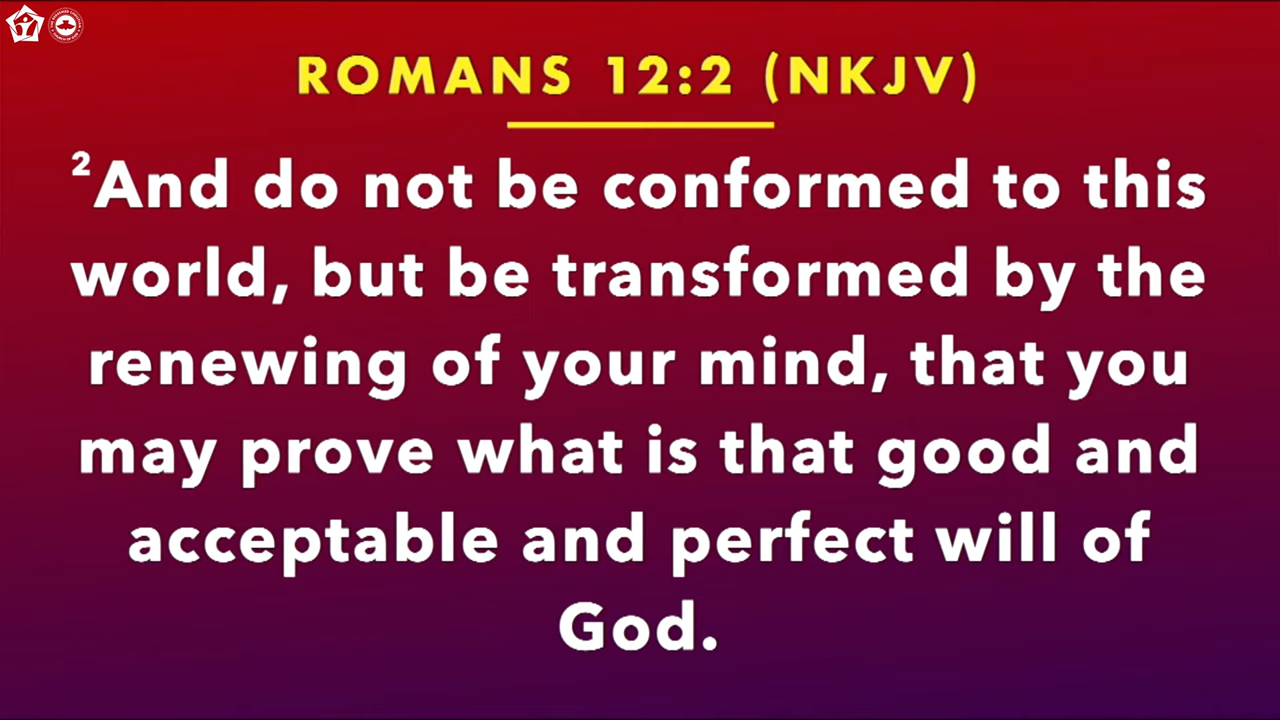 ROMANS 12:2 (NKJV)
²And do not be conformed to this
world, but be transformed by the
renewing of your mind, that you
may prove what is that good and
acceptable and perfect will of
God.